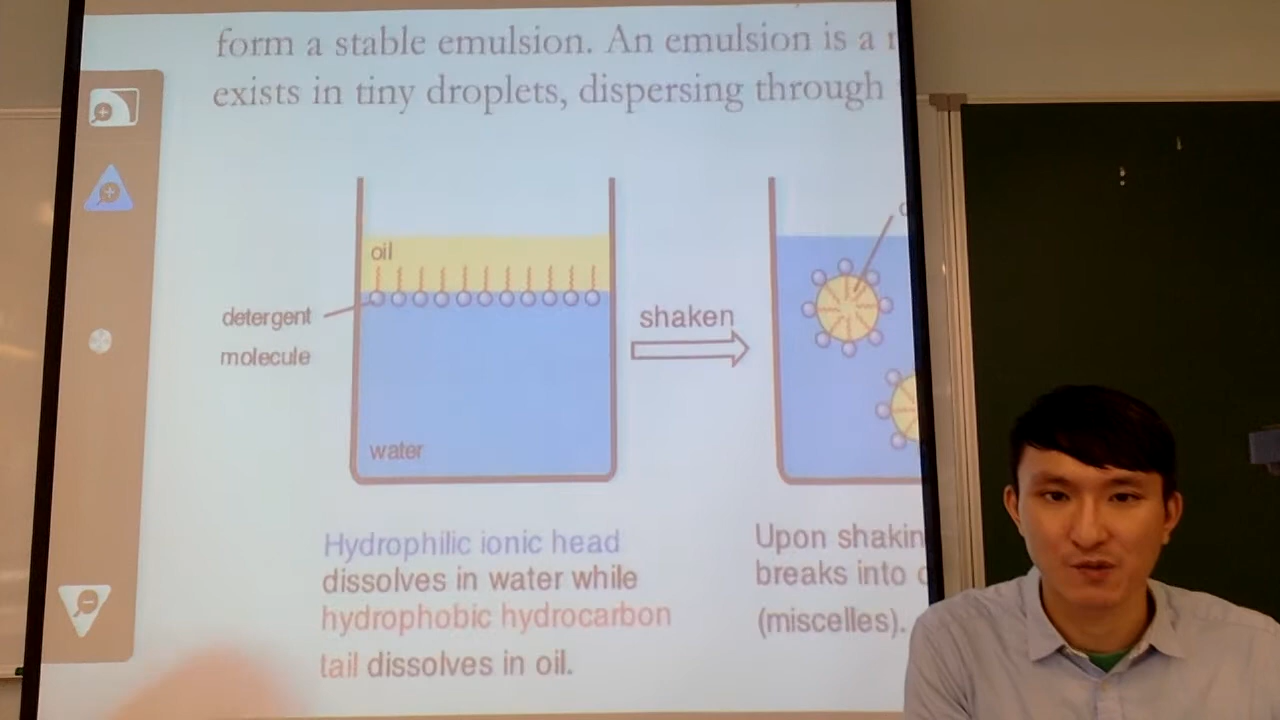 form a stable emulsion. An emulsion is a
exists in tiny droplets, dispersing through
oil
detergent
molecule
shaken
water
Hydrophilic ionic head
dissolves in water while
hydrophobic hydrocarbon
tail dissolves in oil.
Upon shakin
breaks into
(miscelles).